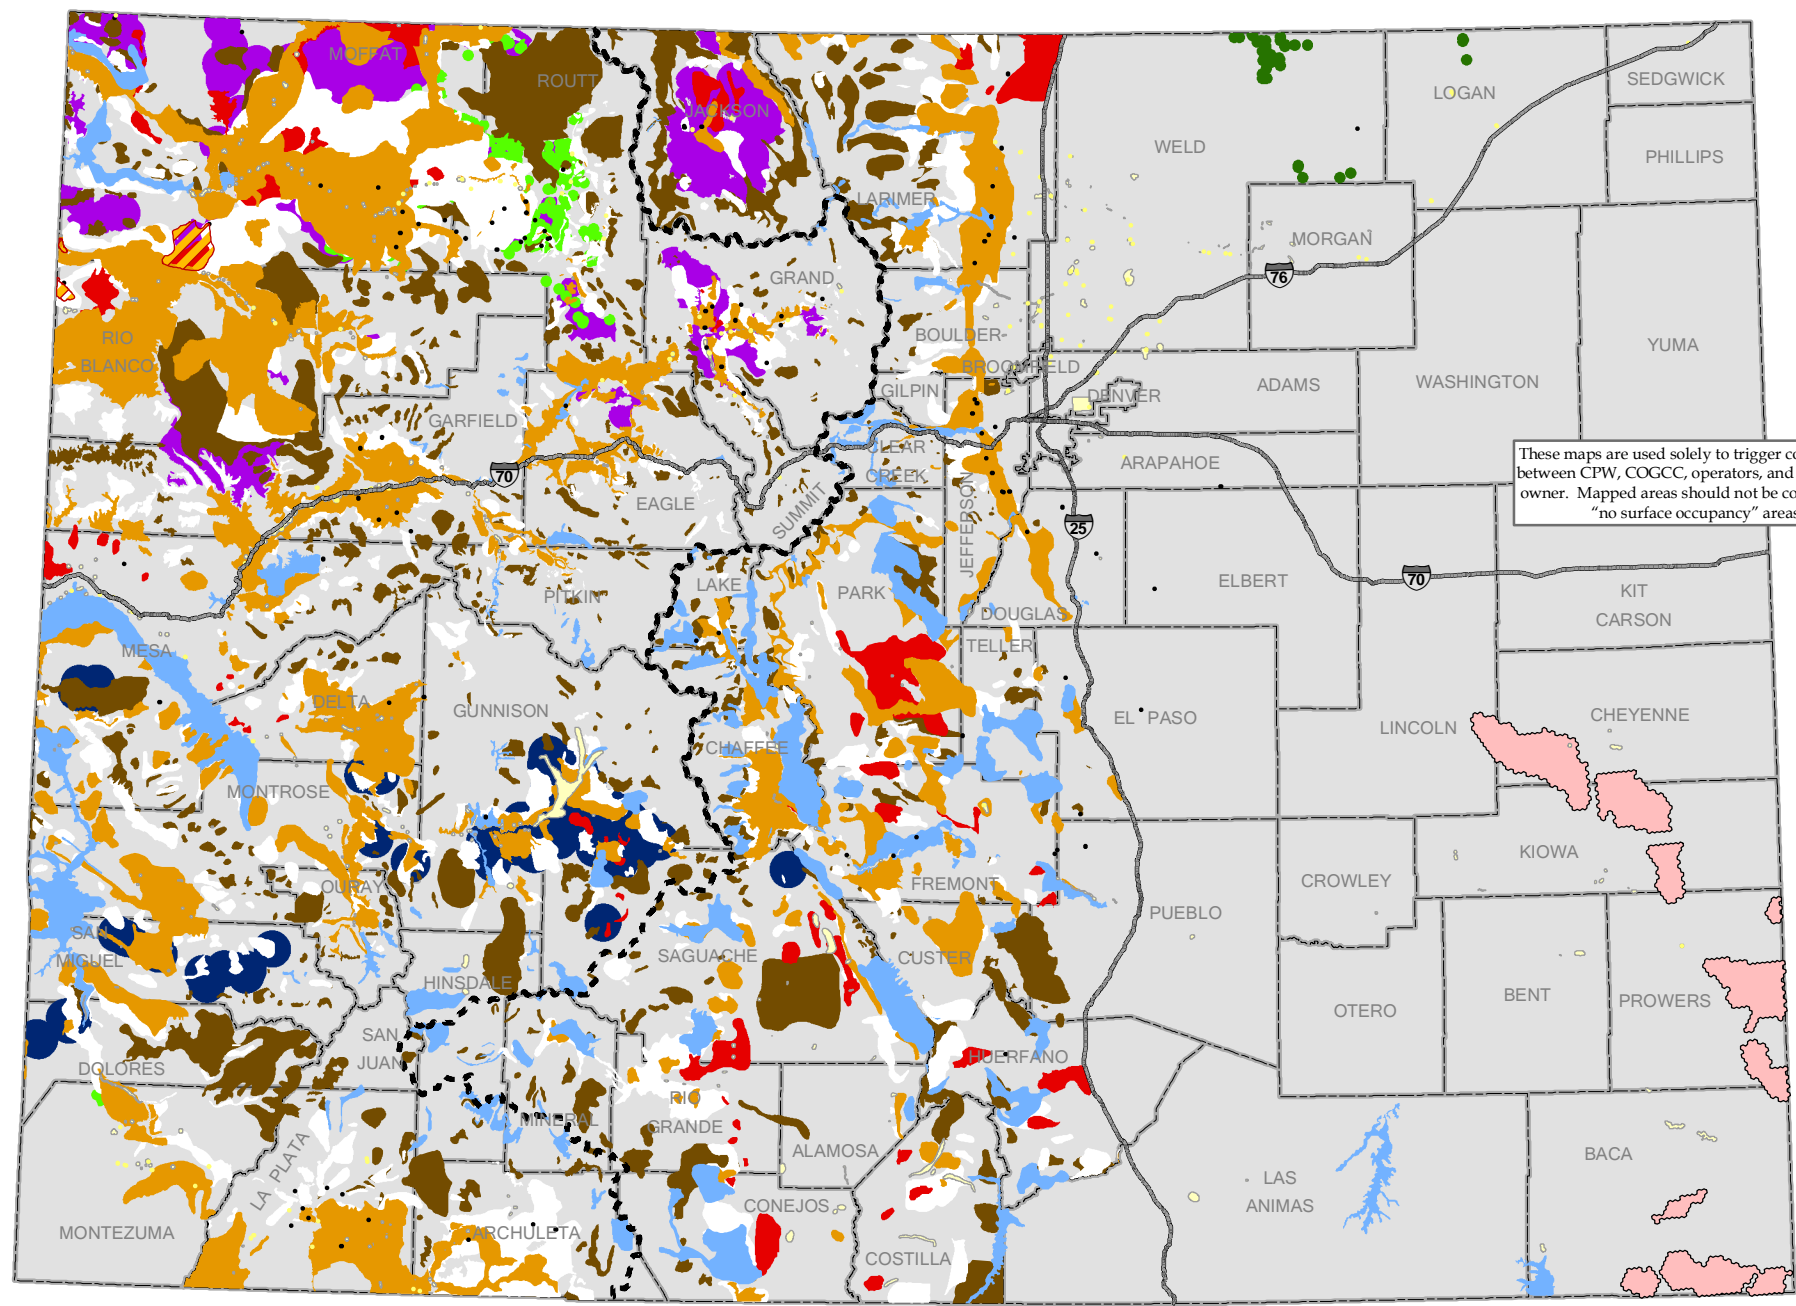 MOFFAT
ROUTT
JACKSON
LARIMER
WELD
LOGAN
SEDGWICK
PHILLIPS
MORGAN
76
GRAND
RIO
BLANCO
BOULDER
BROOMFIELD
YUMA
GILPIN
DENVER
ADAMS
WASHINGTON
GARFIELD
CLEAR
CREEK
ARAPAHOE
These maps are used solely to trigger co
between CPW, COGCC, operators, and
owner. Mapped areas should not be co
“no surface occupancy” areas
70
EAGLE
SUMMIT
JEFFERSON
25
LAKE
PARK
ELBERT
70
KIT
CARSON
PITKIN
DOUGLAS
MESA
TELLER
DELTA
GUNNISON
EL PASO
LINCOLN
CHEYENNE
CHAFFEE
MONTROSE
KIOWA
OURAY
FREMONT
CROWLEY
PUEBLO
SAN
MIGUEL
HINSDALE
SAGUACHE
CUSTER
BENT
PROWERS
OTERO
SAN
JUAN
DOLORES
HUERFANO
RIO
GRANDE
MINERAL
ALAMOSA
BACA
LA PLATA
LAS
ANIMAS
MONTEZUMA
ARCHULETA
CONEJOS
COSTILLA